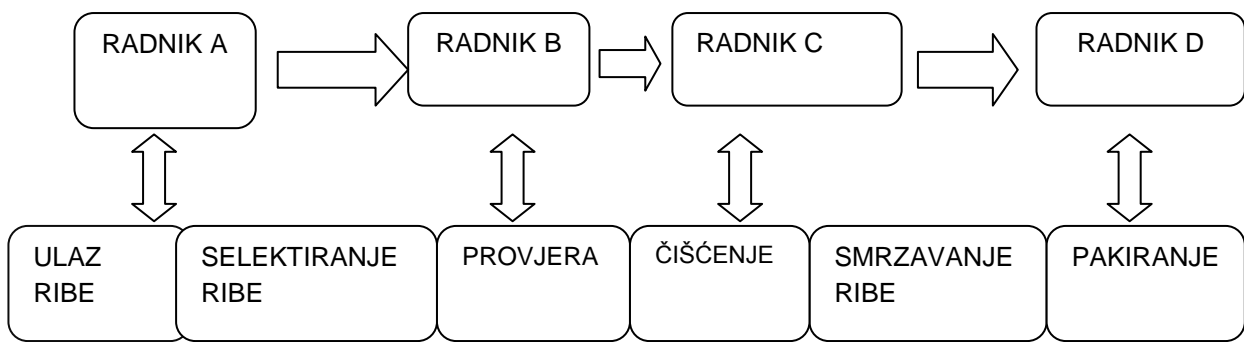 RADNIK A
RADNIK B
RADNIK C
RADNIK D
ULAZ
RIBE
SELEKTIRANJE
RIBE
PROVJERA
ČIŠĆENJE
SMRZAVANJE
RIBE
PAKIRANJE